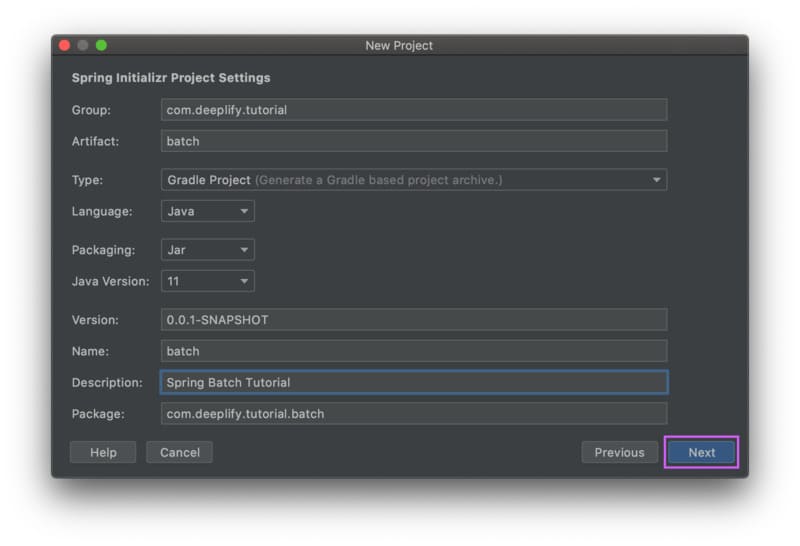 New Project
Spring Initializr Project Settings
Group: com.deeplify.tutorial
Artifact: batch
Type: Gradle Project (Generate a Gradle based project archive.)
Language: Java
Packaging: Jar
Java Version: 11
Version: 0.0.1-SNAPSHOT
Name: batch
Description: Spring Batch Tutorial
Package: com.deeplify.tutorial.batch
Help Cancel Previous Next